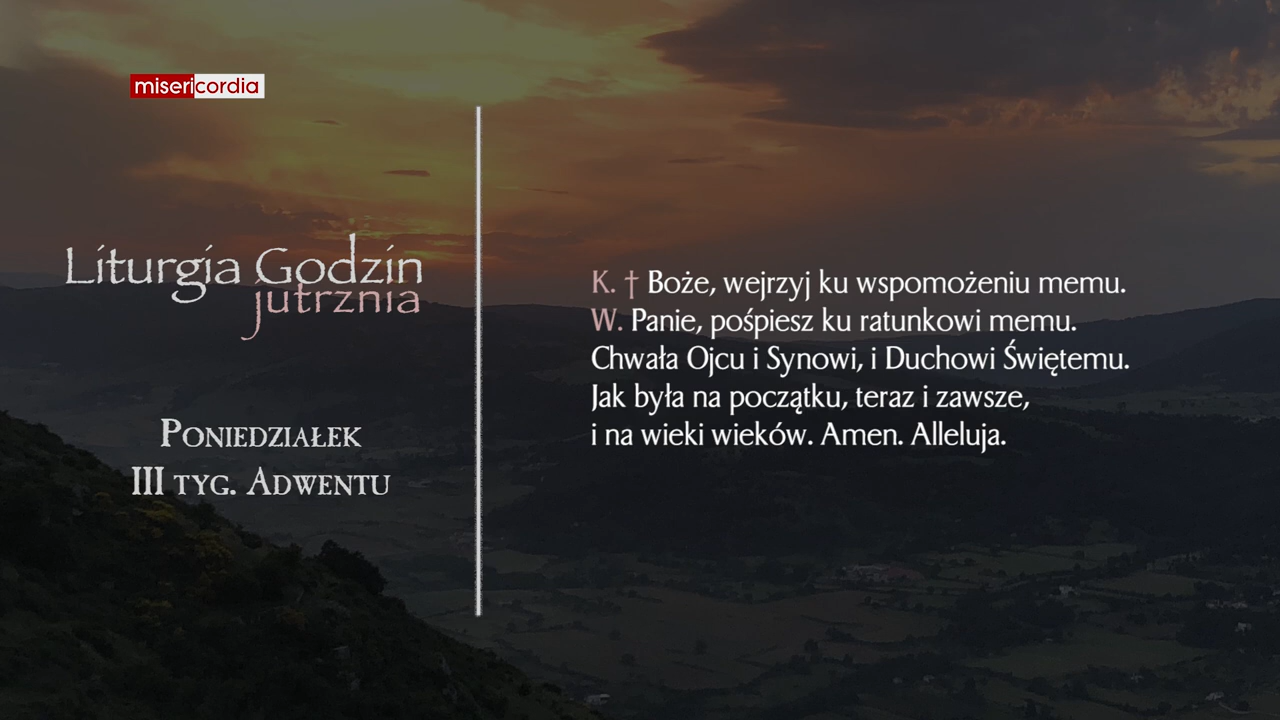 misericordia
Liturgia Godzin
jutrznia
Poniedziałek
III tyg. Adwentu
K. † Boże, wejrzyj ku wspomożeniu memu.
W. Panie, pośpiesz ku ratunkowi memu.
Chwała Ojcu i Synowi, i Duchowi Świętemu.
Jak była na początku, teraz i zawsze,
i na wieki wieków. Amen. Alleluja.